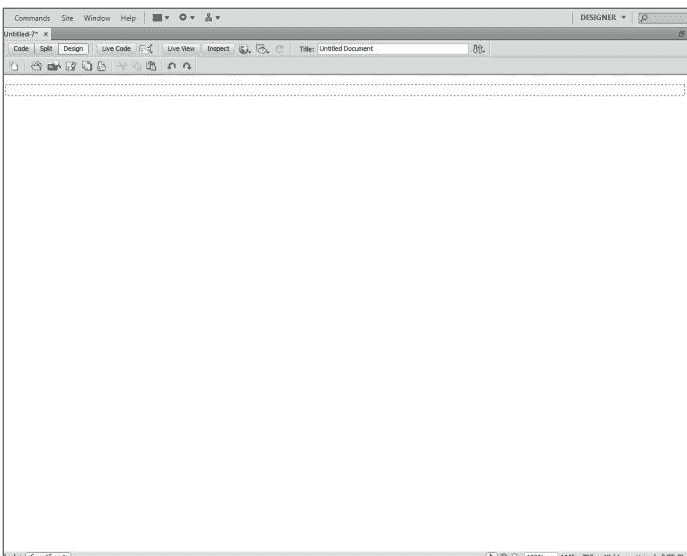 Commands Site Window Help DESIGNER
Untitled-7* ×
Code Split Design Live Code Live View Inspect Title: Untitled Document